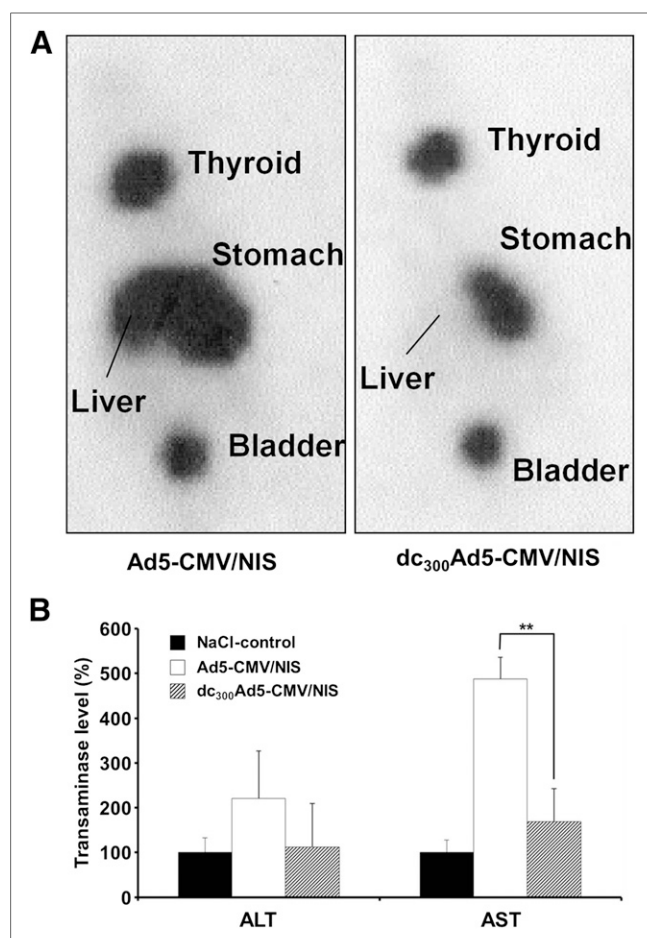 A
Thyroid
Stomach
Liver
Bladder
Ad5-CMV/NIS
Thyroid
Stomach
Liver
Bladder
dc₃₀₀Ad5-CMV/NIS
B
Transaminase level (%)
600
500
400
300
200
100
0
NaCl-control
Ad5-CMV/NIS
dc₃₀₀Ad5-CMV/NIS
**
ALT
AST